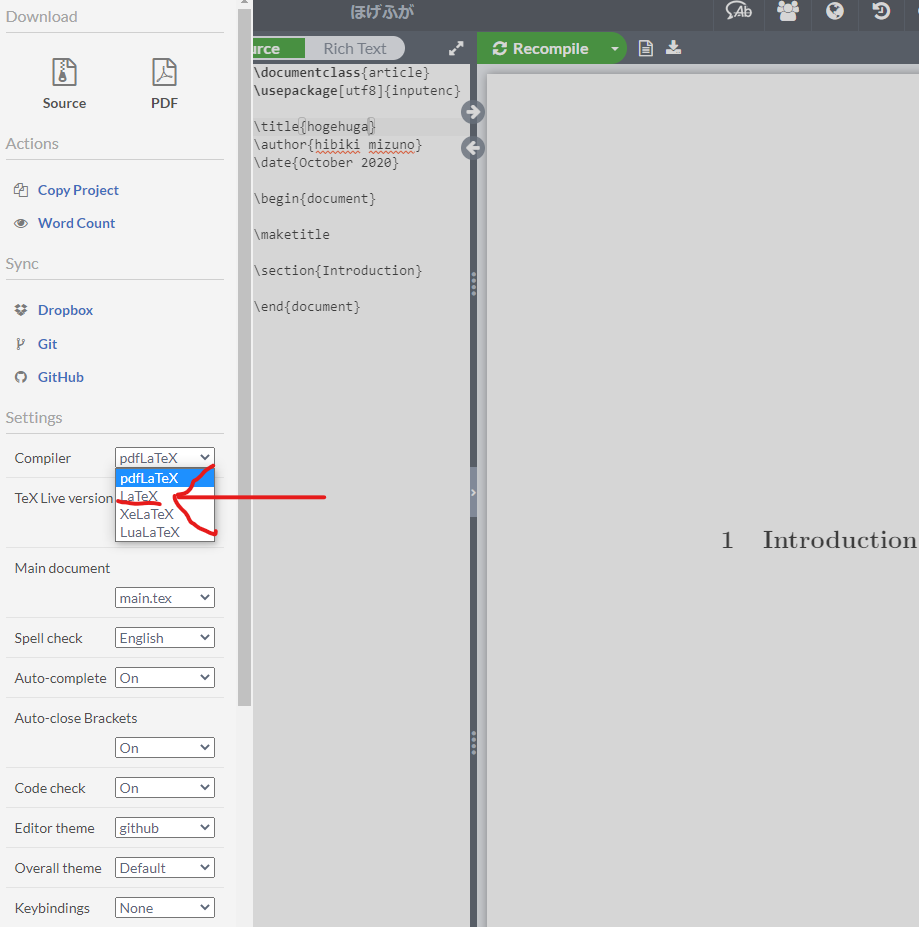 Download
Source
PDF
Actions
Copy Project
Word Count
Sync
Dropbox
Git
GitHub
Settings
Compiler
pdfLaTeX
pdfLaTeX
LaTeX
XeLaTeX
LuaLaTeX
TeX Live version
Main document
main.tex
Spell check
English
Auto-complete
On
Auto-close Brackets
On
Code check
On
Editor theme
github
Overall theme
Default
Keybindings
None
ほげふが
urce
Rich Text
Recompile
\documentclass{article}
\usepackage[utf8]{inputenc}
\title{hogehuga}
\author{hibiki mizuno}
\date{October 2020}
\begin{document}
\maketitle
\section{Introduction}
\end{document}
1 Introduction